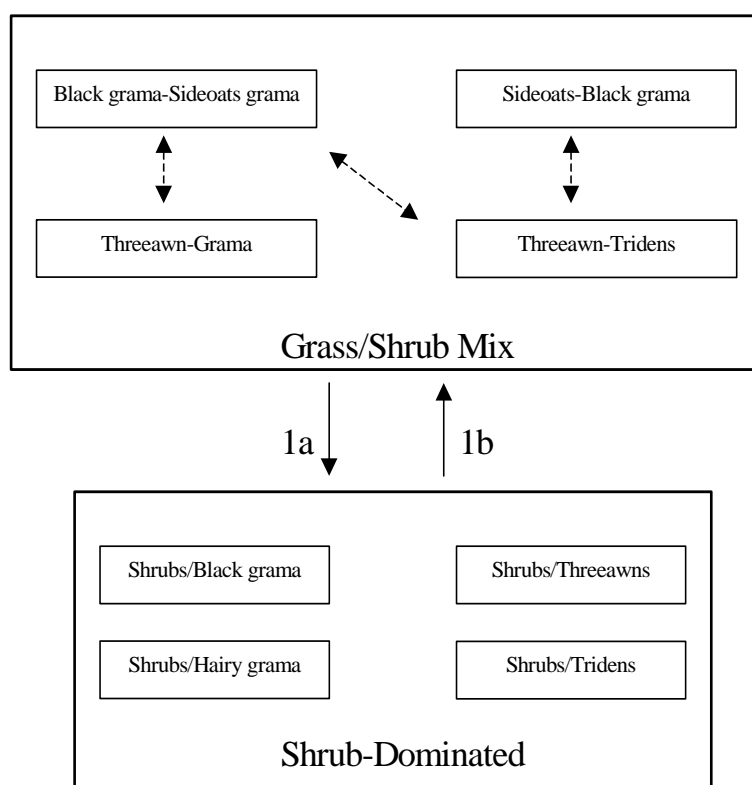 Black grama-Sideoats grama
Sideoats-Black grama
Threeawn-Grama
Threeawn-Tridens
Grass/Shrub Mix
1a
1b
Shrubs/Black grama
Shrubs/Threeawns
Shrubs/Hairy grama
Shrubs/Tridens
Shrub-Dominated